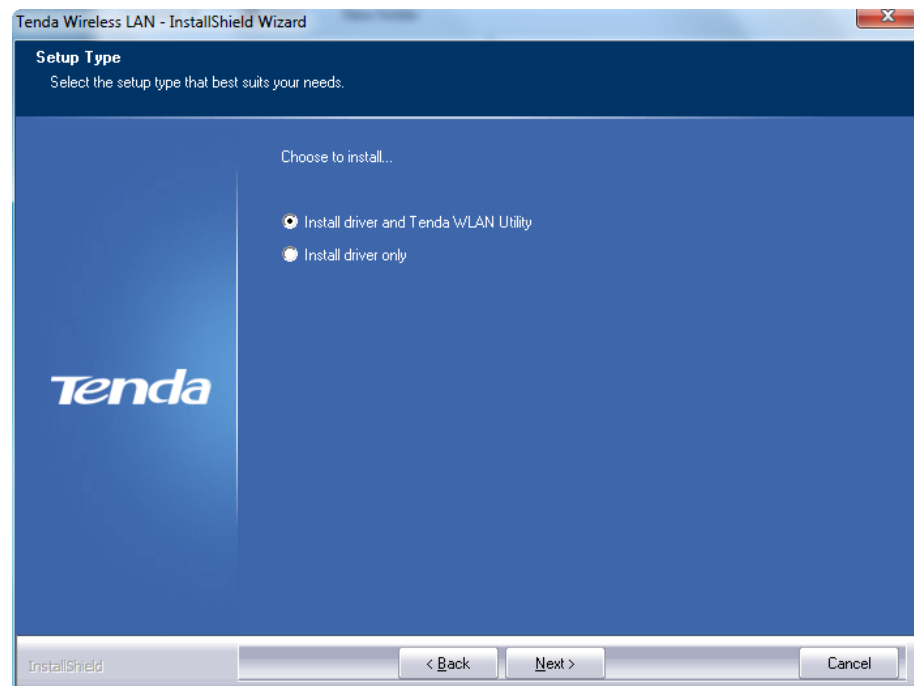 Tenda Wireless LAN - InstallShield Wizard
Setup Type
Select the setup type that best suits your needs.
Choose to install...
Install driver and Tenda WLAN Utility
Install driver only
Tenda
InstallShield
< Back
Next >
Cancel